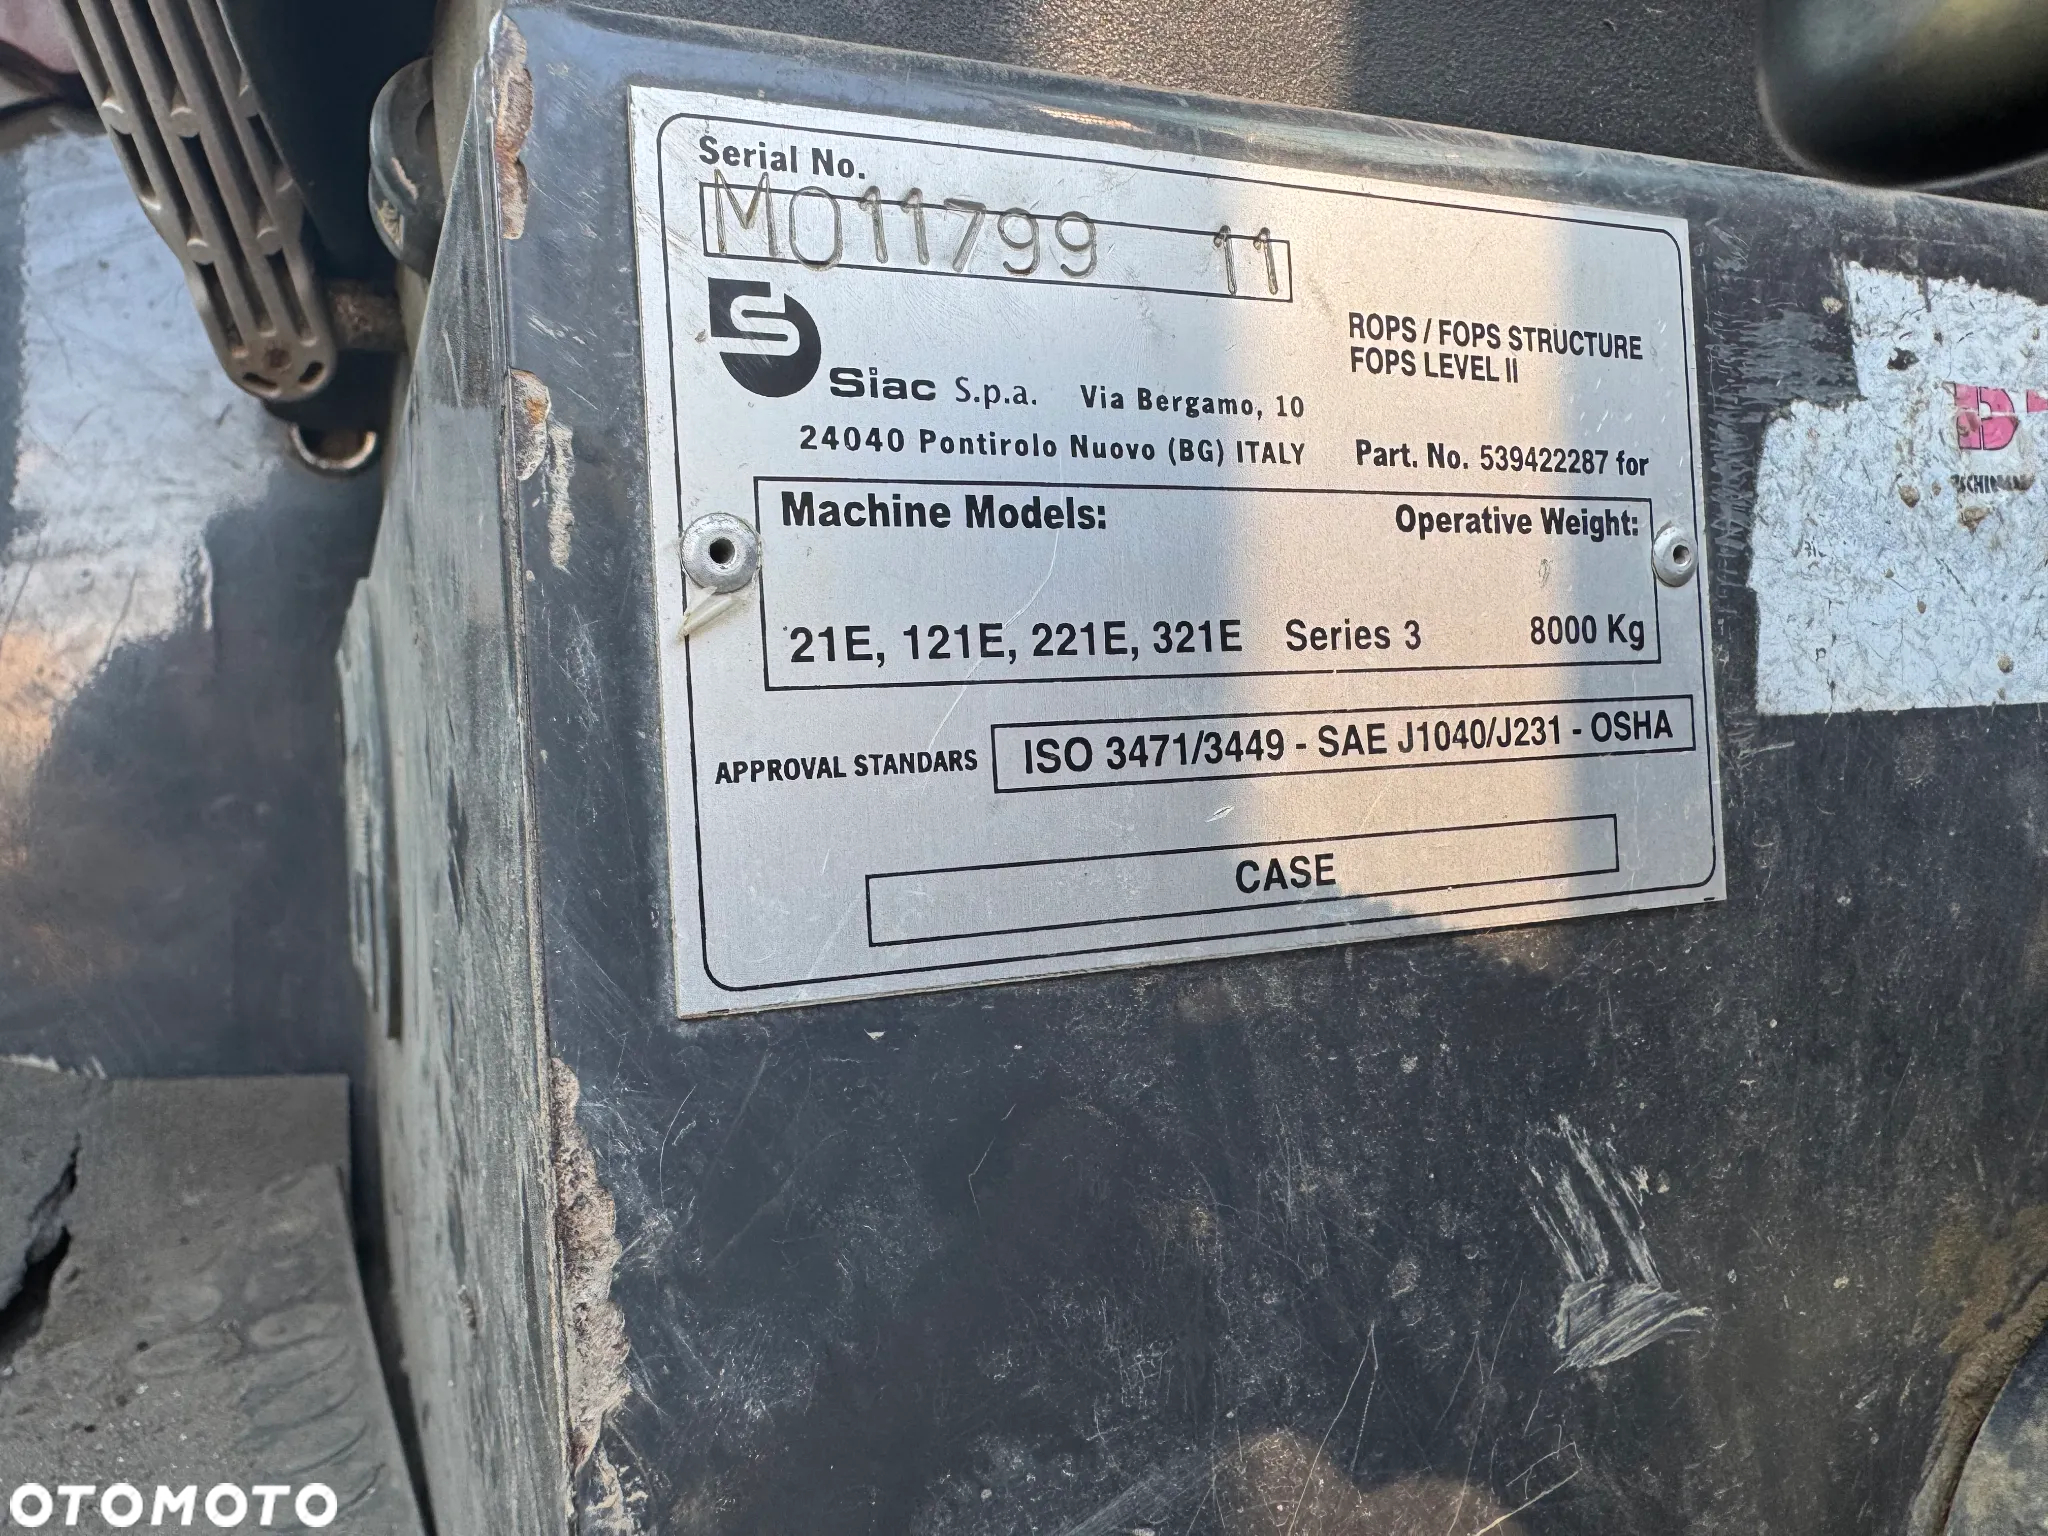 Serial No.
M011799 11
Siac S.p.a. Via Bergamo, 10
24040 Pontirolo Nuovo (BG) ITALY
ROPS / FOPS STRUCTURE
FOPS LEVEL II
Part. No. 539422287 for
Machine Models: Operative Weight:
21E, 121E, 221E, 321E Series 3 8000 Kg
APPROVAL STANDARS ISO 3471/3449 - SAE J1040/J231 - OSHA
CASE
OTOMOTO